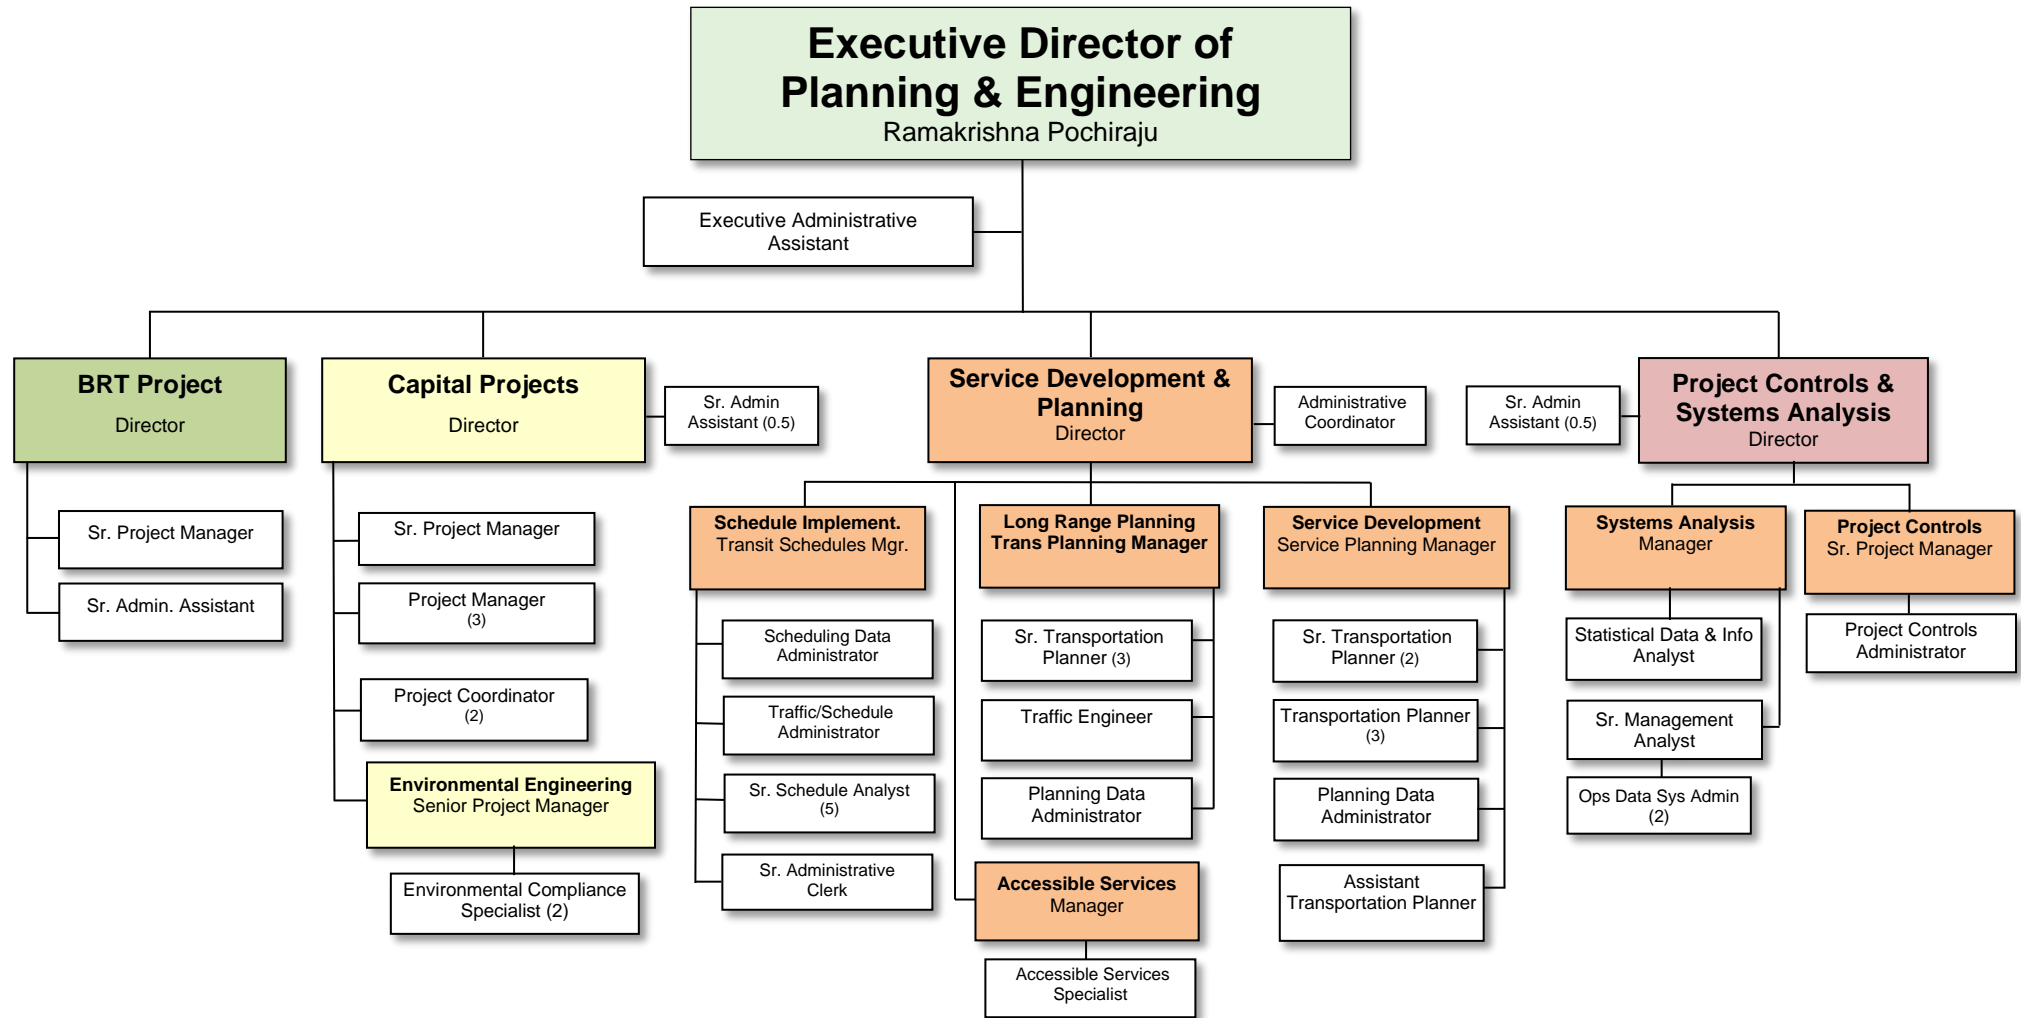 Executive Director of
Planning & Engineering
Ramakrishna Pochiraju
Executive Administrative
Assistant
BRT Project
Director
Sr. Project Manager
Sr. Admin. Assistant
Capital Projects
Director
Sr. Admin
Assistant (0.5)
Sr. Project Manager
Project Manager
(3)
Project Coordinator
(2)
Environmental Engineering
Senior Project Manager
Environmental Compliance
Specialist (2)
Service Development &
Planning
Director
Administrative
Coordinator
Schedule Implement.
Transit Schedules Mgr.
Scheduling Data
Administrator
Traffic/Schedule
Administrator
Sr. Schedule Analyst
(5)
Sr. Administrative
Clerk
Long Range Planning
Trans Planning Manager
Sr. Transportation
Planner (3)
Traffic Engineer
Planning Data
Administrator
Accessible Services
Manager
Accessible Services
Specialist
Service Development
Service Planning Manager
Sr. Transportation
Planner (2)
Transportation Planner
(3)
Planning Data
Administrator
Assistant
Transportation Planner
Sr. Admin
Assistant (0.5)
Project Controls &
Systems Analysis
Director
Systems Analysis
Manager
Statistical Data & Info
Analyst
Sr. Management
Analyst
Ops Data Sys Admin
(2)
Project Controls
Sr. Project Manager
Project Controls
Administrator